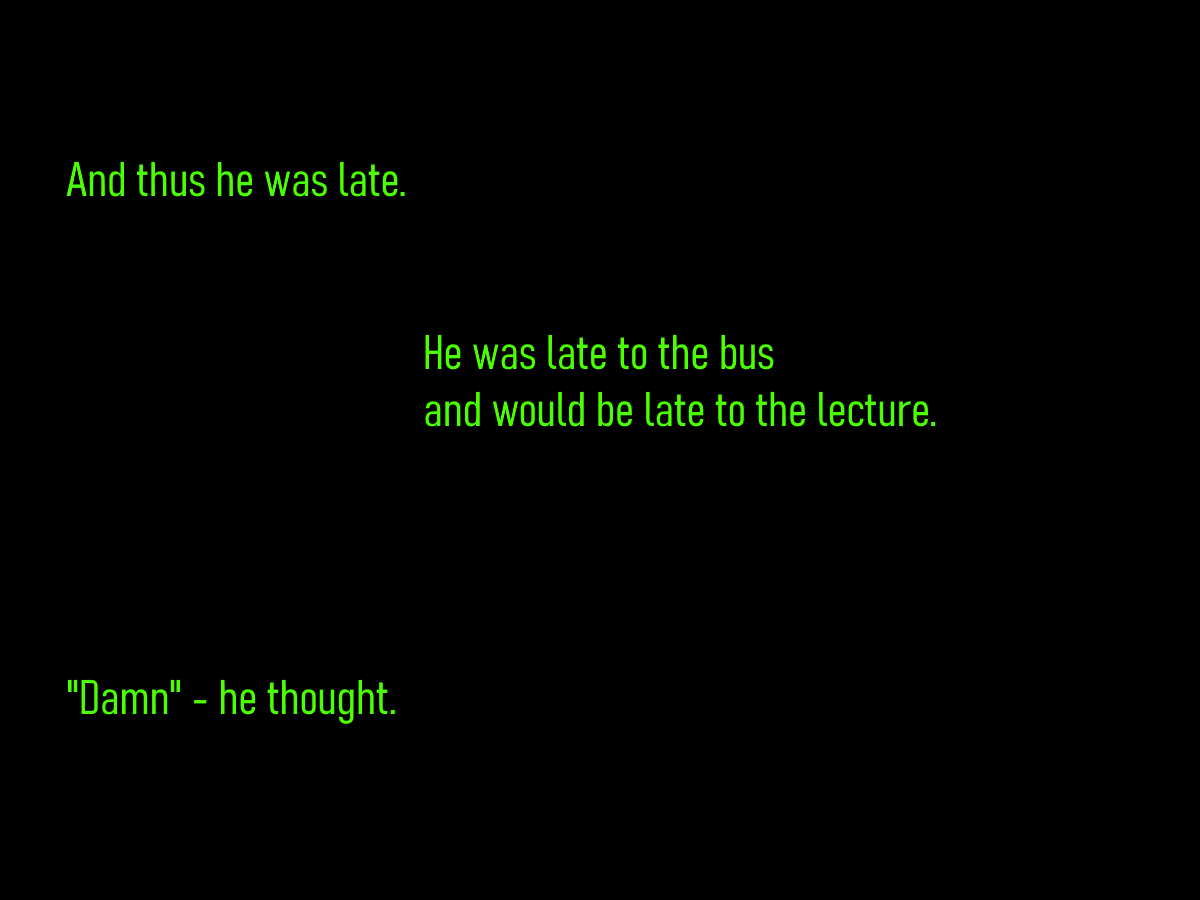 And thus he was late.
He was late to the bus
and would be late to the lecture.
"Damn" - he thought.